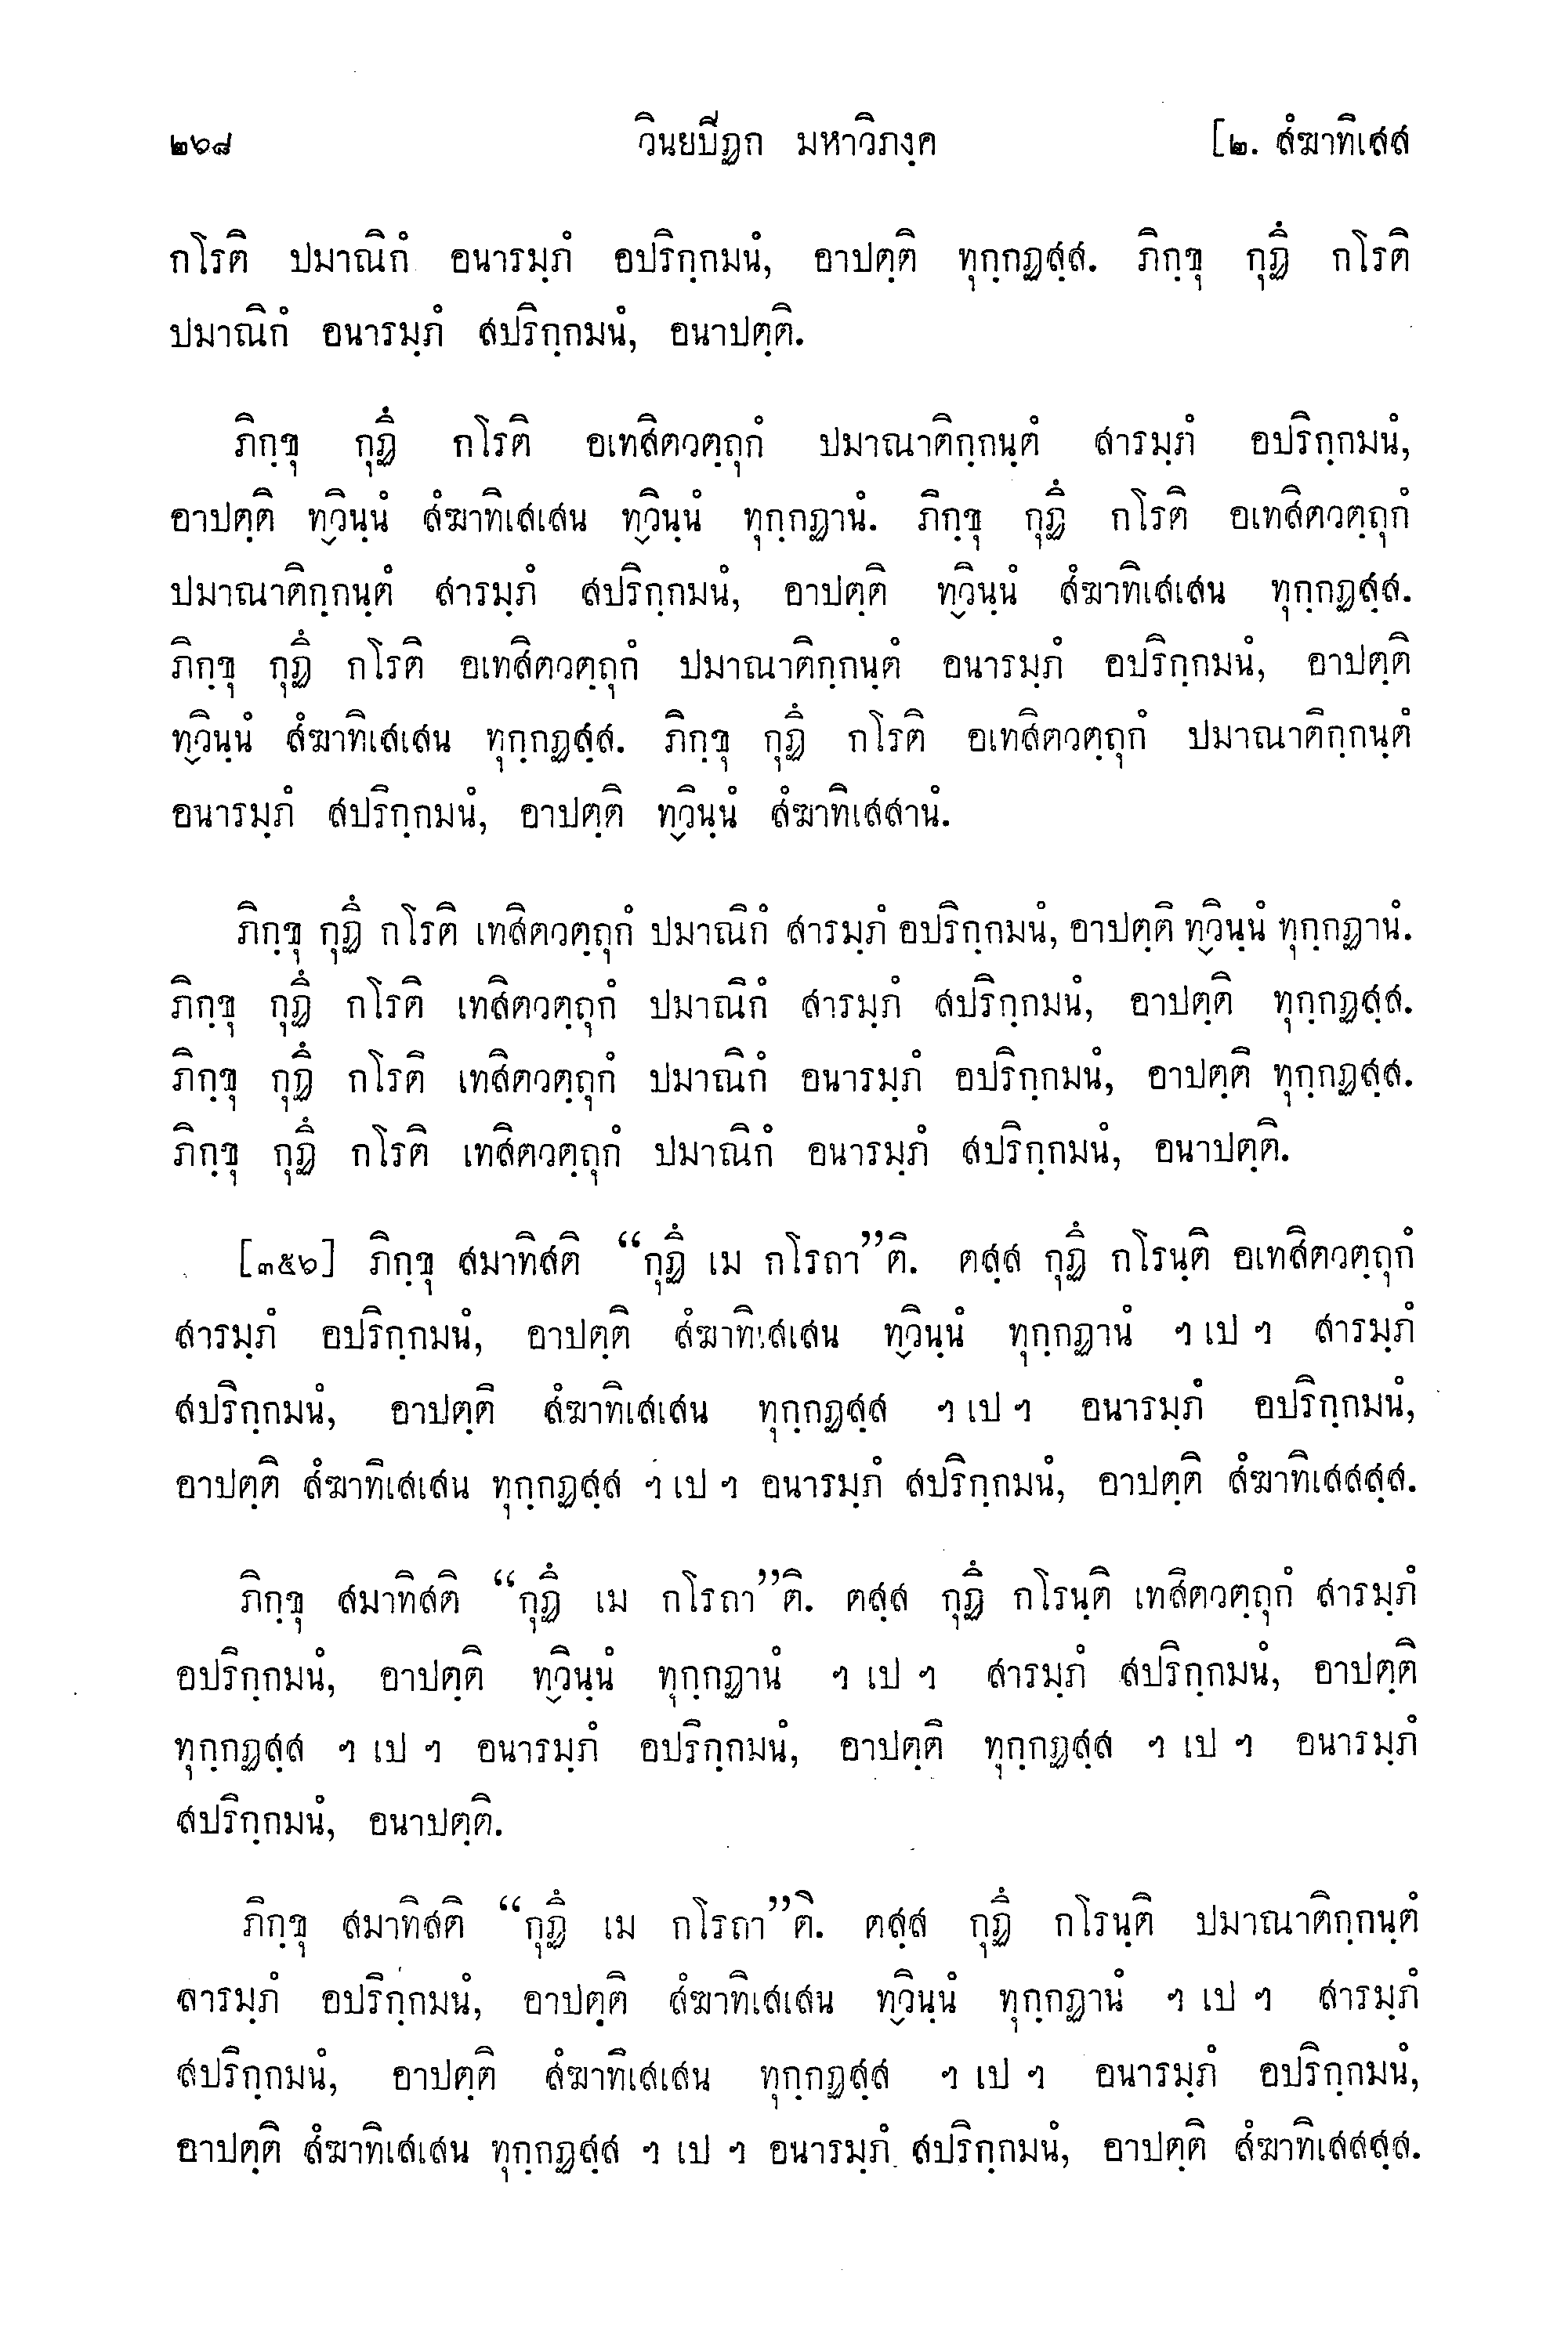 ๒๖๘ วินยปิฏก มหาวิภงฺค [๒. สํฆาทิเสส
กโรติ ปมาณิกํ อนารมฺภํ อปริกฺกมนํ, อาปตฺติ ทุกฺกฏสฺส. ภิกฺขุ กุฏึ กโรติ
ปมาณิกํ อนารมฺภํ สปริกฺกมนํ, อนาปตฺติ.
ภิกฺขุ กุฏึ กโรติ อเทสิตวตฺถุกํ ปมาณาติกฺกนฺตํ สารมฺภํ อปริกฺกมนํ,
อาปตฺติ ทฺวินฺนํ สํฆาทิเสเสน ทฺวินฺนํ ทุกฺกฏานํ. ภิกฺขุ กุฏึ กโรติ อเทสิตวตฺถุกํ
ปมาณาติกฺกนฺตํ สารมฺภํ สปริกฺกมนํ, อาปตฺติ ทฺวินฺนํ สํฆาทิเสเสน ทุกฺกฏสฺส.
ภิกฺขุ กุฏึ กโรติ อเทสิตวตฺถุกํ ปมาณาติกฺกนฺตํ อนารมฺภํ อปริกฺกมนํ, อาปตฺติ
ทฺวินฺนํ สํฆาทิเสเสน ทุกฺกฏสฺส. ภิกฺขุ กุฏึ กโรติ อเทสิตวตฺถุกํ ปมาณาติกฺกนฺตํ
อนารมฺภํ สปริกฺกมนํ, อาปตฺติ ทฺวินฺนํ สํฆาทิเสสานํ.
ภิกฺขุ กุฏึ กโรติ เทสิตวตฺถุกํ ปมาณิกํ สารมฺภํ อปริกฺกมนํ, อาปตฺติ ทฺวินฺนํ ทุกฺกฏานํ.
ภิกฺขุ กุฏึ กโรติ เทสิตวตฺถุกํ ปมาณิกํ สารมฺภํ สปริกฺกมนํ, อาปตฺติ ทุกฺกฏสฺส.
ภิกฺขุ กุฏึ กโรติ เทสิตวตฺถุกํ ปมาณิกํ อนารมฺภํ อปริกฺกมนํ, อาปตฺติ ทุกฺกฏสฺส.
ภิกฺขุ กุฏึ กโรติ เทสิตวตฺถุกํ ปมาณิกํ อนารมฺภํ สปริกฺกมนํ, อนาปตฺติ.
[๓๕๖] ภิกฺขุ สมาทิสติ “กุฏึ เม กโรถา”ติ. ตสฺส กุฏึ กโรนฺติ อเทสิตวตฺถุกํ
สารมฺภํ อปริกฺกมนํ, อาปตฺติ สํฆาทิเสเสน ทฺวินฺนํ ทุกฺกฏานํ ฯ เป ฯ สารมฺภํ
สปริกฺกมนํ, อาปตฺติ สํฆาทิเสเสน ทุกฺกฏสฺส ฯ เป ฯ อนารมฺภํ อปริกฺกมนํ,
อาปตฺติ สํฆาทิเสเสน ทุกฺกฏสฺส ฯ เป ฯ อนารมฺภํ สปริกฺกมนํ, อาปตฺติ สํฆาทิเสสสฺส.
ภิกฺขุ สมาทิสติ “กุฏึ เม กโรถา”ติ. ตสฺส กุฏึ กโรนฺติ เทสิตวตฺถุกํ สารมฺภํ
อปริกฺกมนํ, อาปตฺติ ทฺวินฺนํ ทุกฺกฏานํ ฯ เป ฯ สารมฺภํ สปริกฺกมนํ, อาปตฺติ
ทุกฺกฏสฺส ฯ เป ฯ อนารมฺภํ อปริกฺกมนํ, อาปตฺติ ทุกฺกฏสฺส ฯ เป ฯ อนารมฺภํ
สปริกฺกมนํ, อนาปตฺติ.
ภิกฺขุ สมาทิสติ “กุฏึ เม กโรถา”ติ. ตสฺส กุฏึ กโรนฺติ ปมาณาติกฺกนฺตํ
สารมฺภํ อปริกฺกมนํ, อาปตฺติ สํฆาทิเสเสน ทฺวินฺนํ ทุกฺกฏานํ ฯ เป ฯ สารมฺภํ
สปริกฺกมนํ, อาปตฺติ สํฆาทิเสเสน ทุกฺกฏสฺส ฯ เป ฯ อนารมฺภํ อปริกฺกมนํ,
อาปตฺติ สํฆาทิเสเสน ทุกฺกฏสฺส ฯ เป ฯ อนารมฺภํ สปริกฺกมนํ, อาปตฺติ สํฆาทิเสสสฺส.